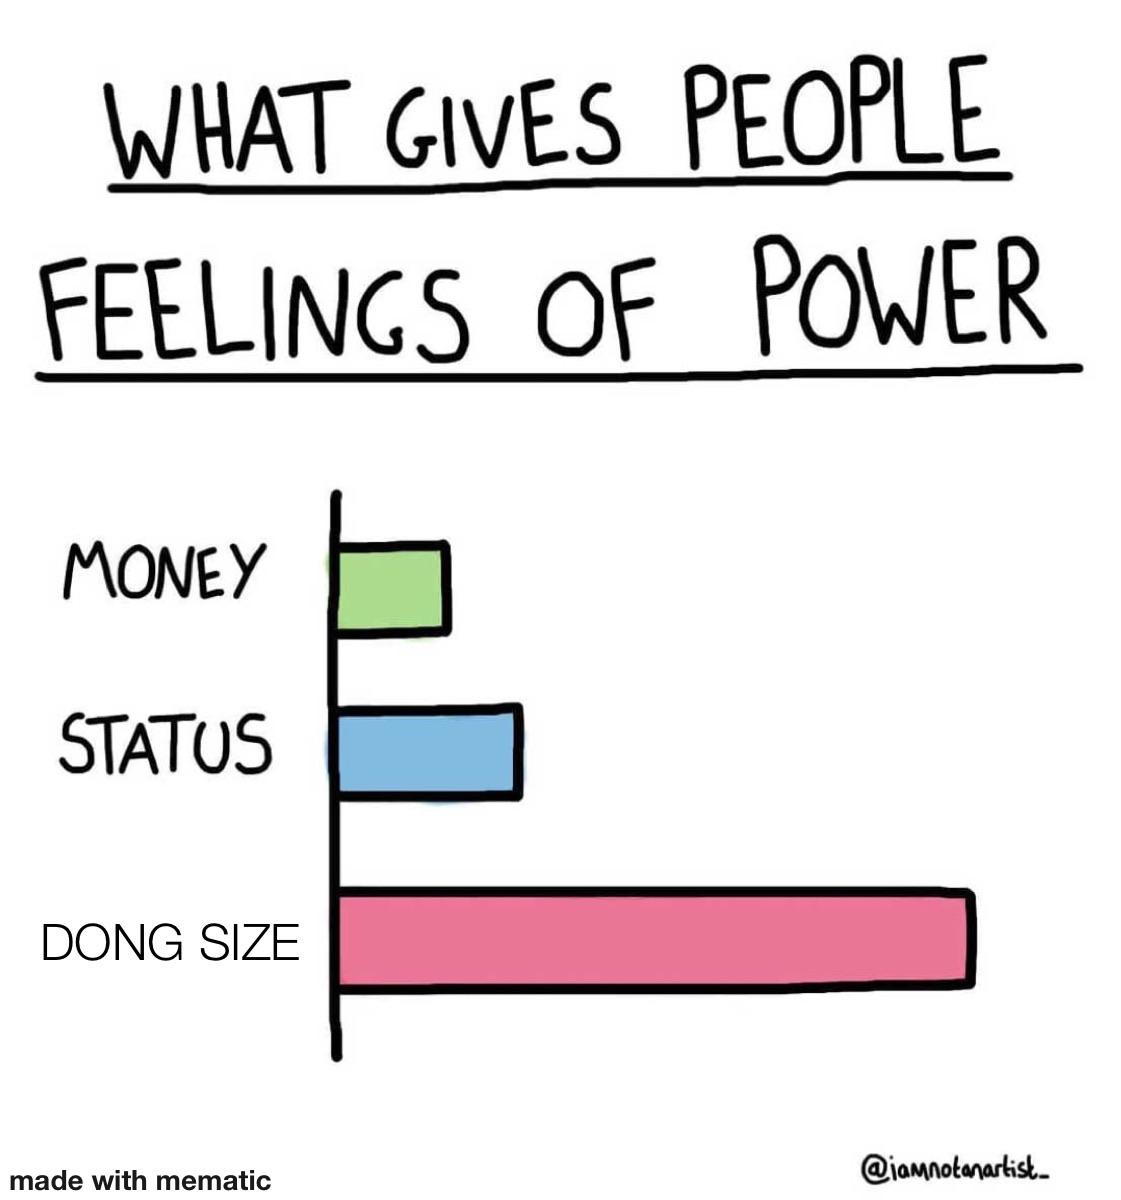 WHAT GIVES PEOPLE
FEELINGS OF POWER
MONEY
STATUS
DONG SIZE
@iamnotanartist_
made with mematic